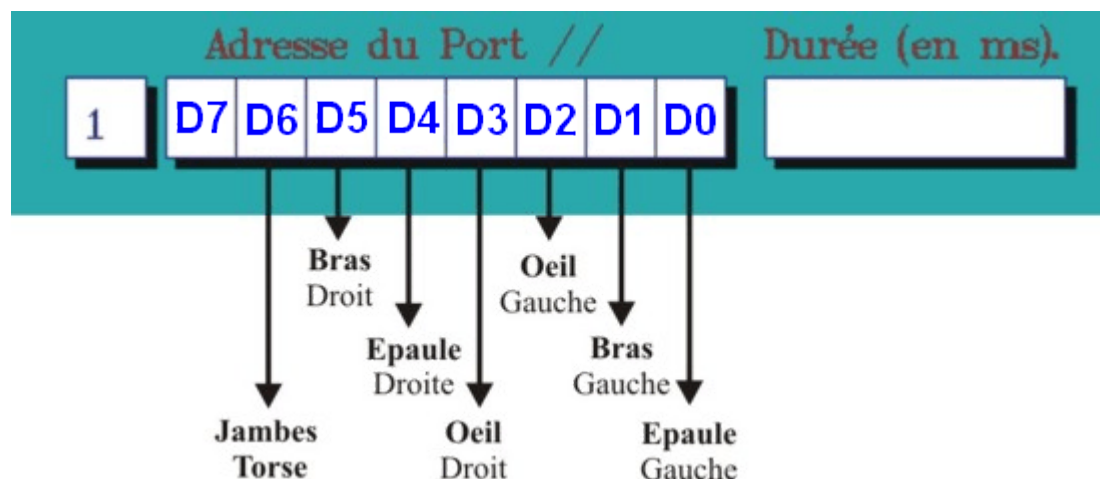 Adresse du Port //
Durée (en ms).
1
D7 D6 D5 D4 D3 D2 D1 D0
Bras
Droit
Oeil
Gauche
Epaule
Droite
Bras
Gauche
Jambes
Torse
Oeil
Droit
Epaule
Gauche